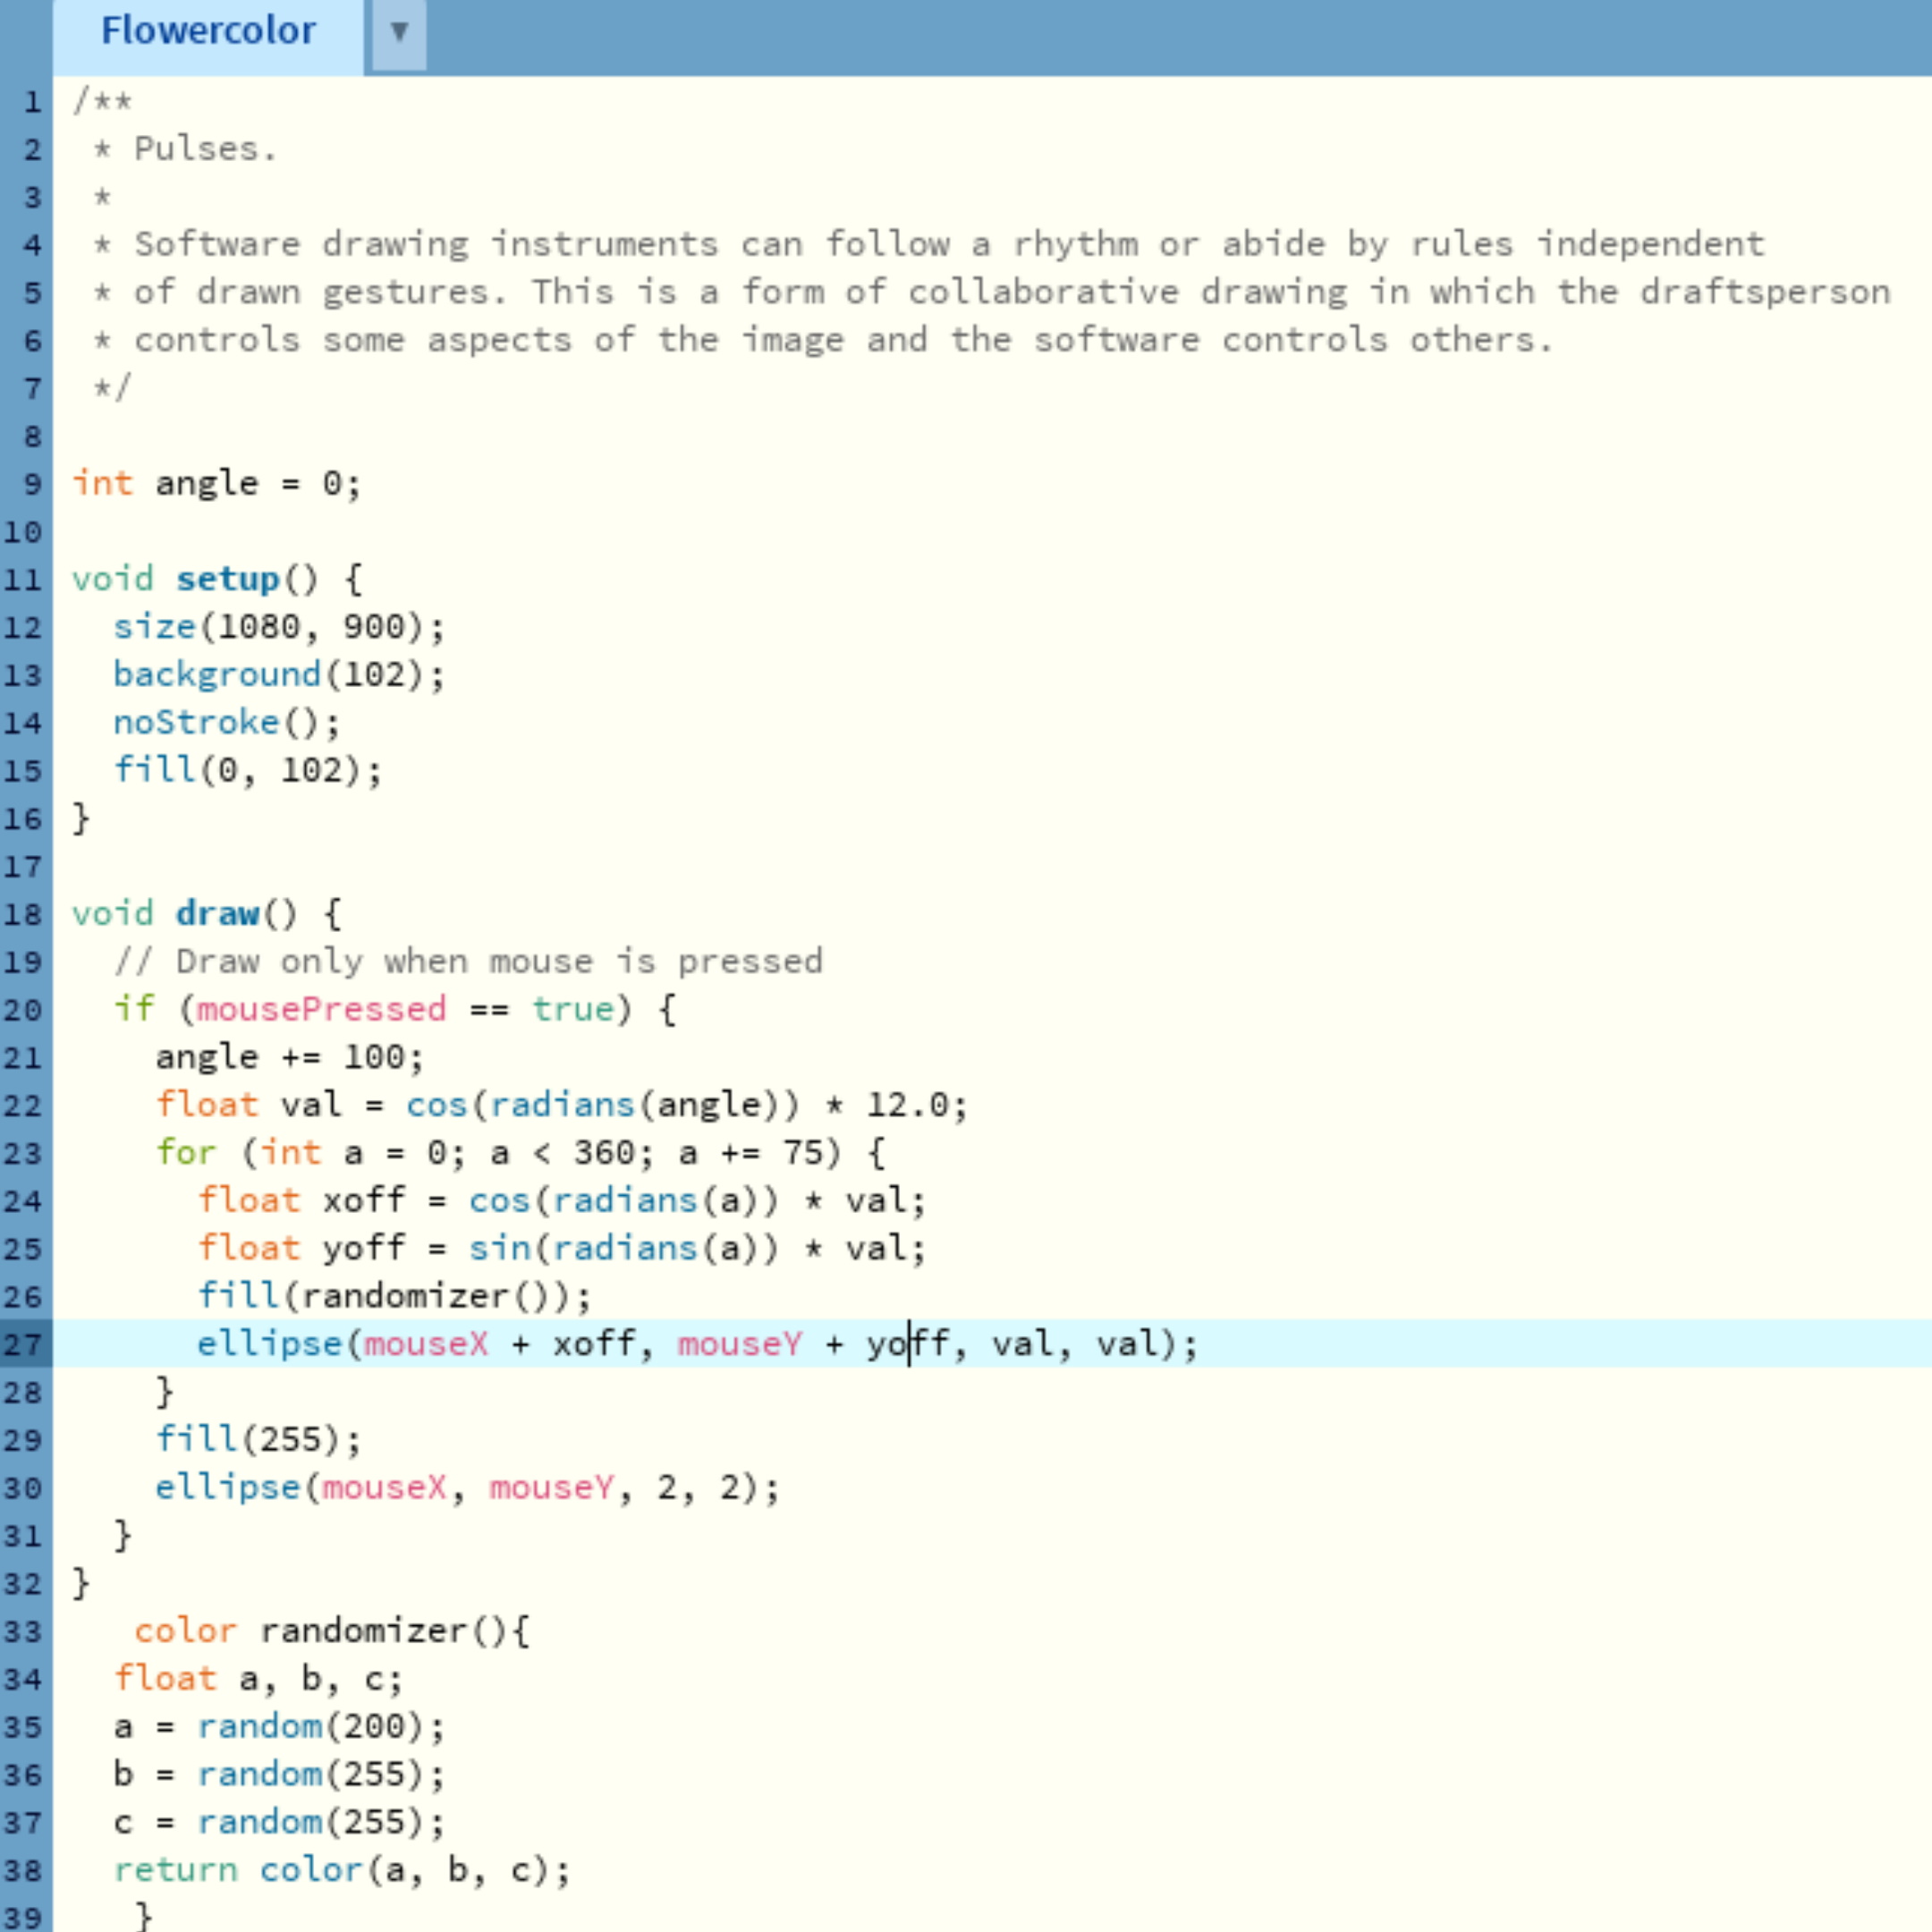 Flowercolor ▼
1 /**
2  * Pulses.
3  *
4  * Software drawing instruments can follow a rhythm or abide by rules independent
5  * of drawn gestures. This is a form of collaborative drawing in which the draftsperson
6  * controls some aspects of the image and the software controls others.
7  */
8
9 int angle = 0;
10
11 void setup() {
12   size(1080, 900);
13   background(102);
14   noStroke();
15   fill(0, 102);
16 }
17
18 void draw() {
19   // Draw only when mouse is pressed
20   if (mousePressed == true) {
21     angle += 100;
22     float val = cos(radians(angle)) * 12.0;
23     for (int a = 0; a < 360; a += 75) {
24       float xoff = cos(radians(a)) * val;
25       float yoff = sin(radians(a)) * val;
26       fill(randomizer());
27       ellipse(mouseX + xoff, mouseY + yoff, val, val);
28     }
29     fill(255);
30     ellipse(mouseX, mouseY, 2, 2);
31   }
32 }
33    color randomizer(){
34   float a, b, c;
35   a = random(200);
36   b = random(255);
37   c = random(255);
38   return color(a, b, c);
39    }